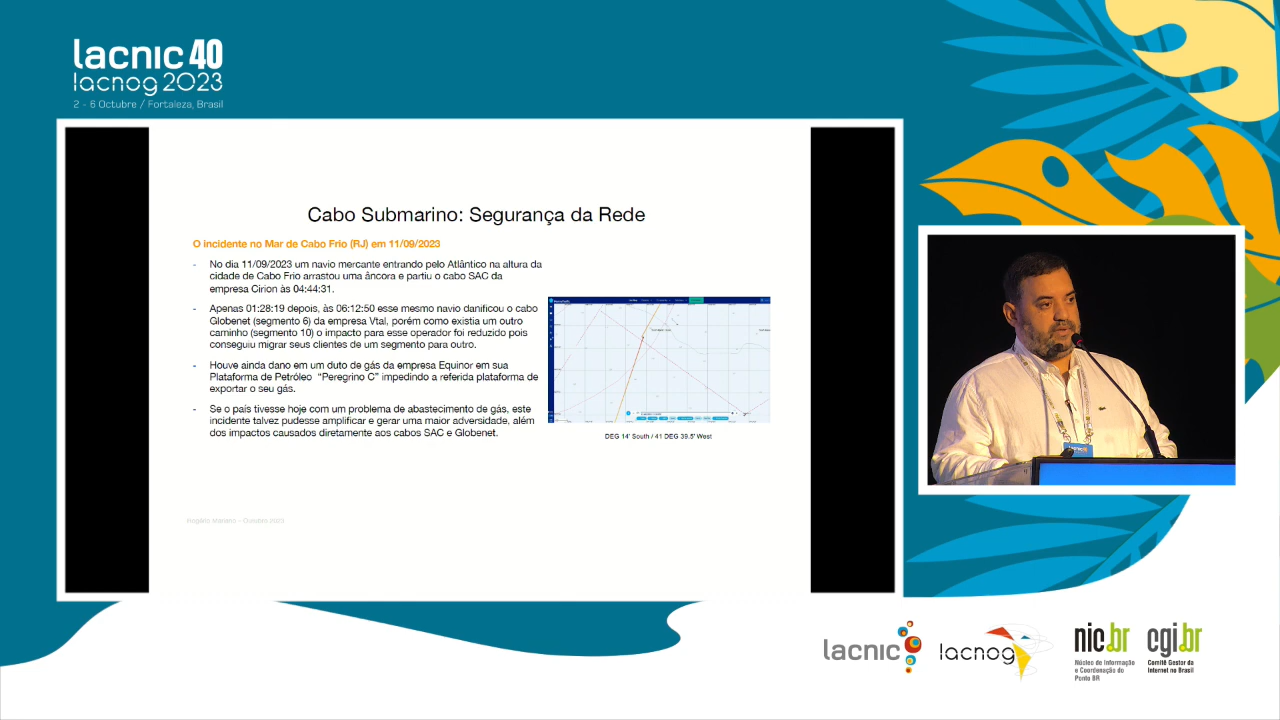 lacnic 40
lacnog 2023
2 - 6 Octubre / Fortaleza, Brasil
Cabo Submarino: Segurança da Rede
O incidente no Mar de Cabo Frio (RJ) em 11/09/2023
- No dia 11/09/2023 um navio mercante entrando pelo Atlântico na altura da
cidade de Cabo Frio arrastou uma âncora e partiu o cabo SAC da
empresa Cirion às 04:44:31.
- Apenas 01:28:19 depois, às 06:12:50 esse mesmo navio danificou o cabo
Globenet (segmento 6) da empresa Vtal, porém como existia um outro
caminho (segmento 10) o impacto para esse operador foi reduzido pois
conseguiu migrar seus clientes de um segmento para outro.
- Houve ainda dano em um duto de gás da empresa Equinor em sua
Plataforma de Petróleo "Peregrino C" impedindo a referida plataforma de
exportar o seu gás.
- Se o país tivesse hoje com um problema de abastecimento de gás, este
incidente talvez pudesse amplificar e gerar uma maior adversidade, além
dos impactos causados diretamente aos cabos SAC e Globenet.
DEG 14' South / 41 DEG 39.5' West
Rogério Mariano – Outubro 2023
lacnic
lacnog
nic.br
Núcleo de Informação
e Coordenação do
Ponto BR
cgi.br
Comitê Gestor da
Internet no Brasil